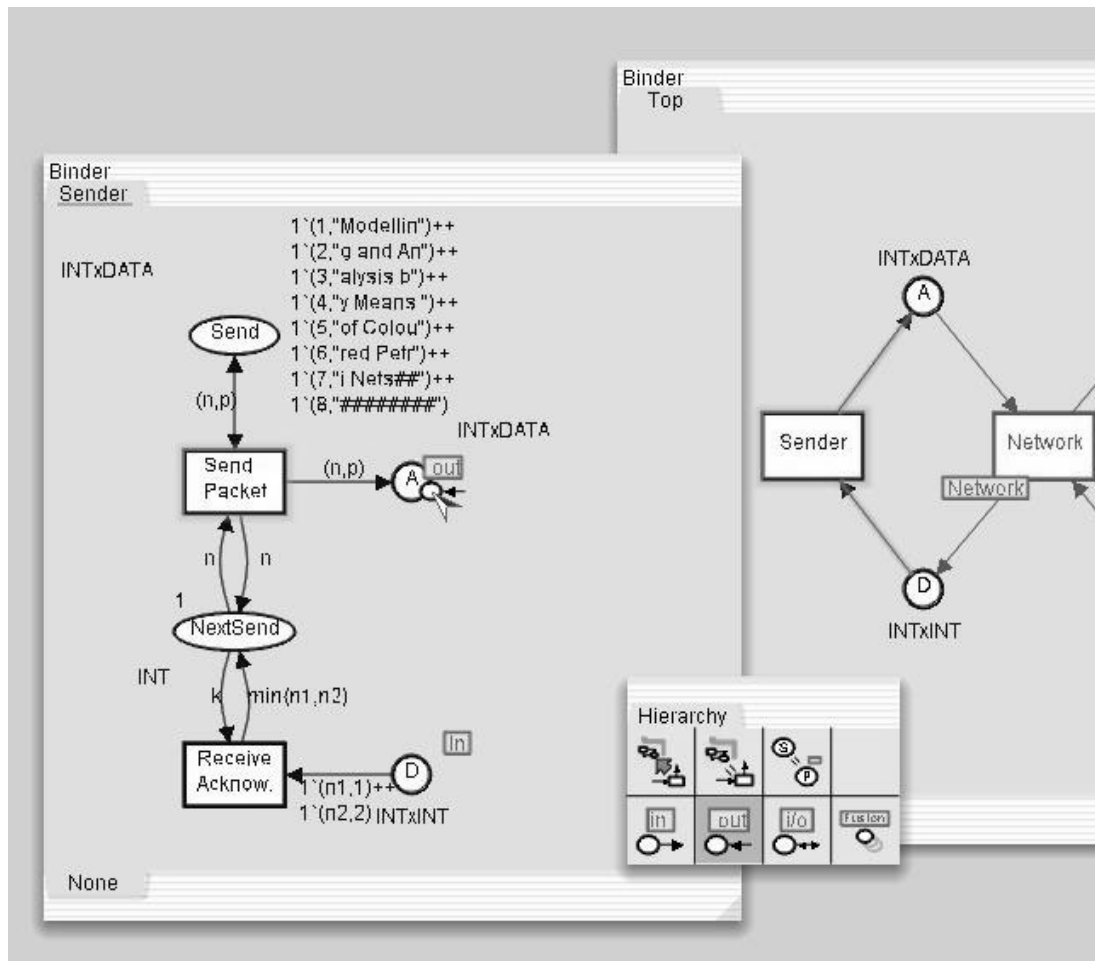 Binder
Top
Binder
Sender
1`(1,"Modellin")++
1`(2,"g and An")++
1`(3,"alysis b")++
1`(4,"y Means ")++
1`(5,"of Colou")++
1`(6,"red Petr")++
1`(7,"i Nets##")++
1`(8,"########")
INTxDATA
Send
(n,p)
INTxDATA
Send
Packet
(n,p)
A
out
n
n
1
NextSend
INT
k
min(n1,n2)
Receive
Acknow.
In
D
1`(n1,1)++
1`(n2,2)
INTxINT
None
INTxDATA
A
Sender
Network
Network
D
INTxINT
Hierarchy
S
P
in
out
i/o
Fusion